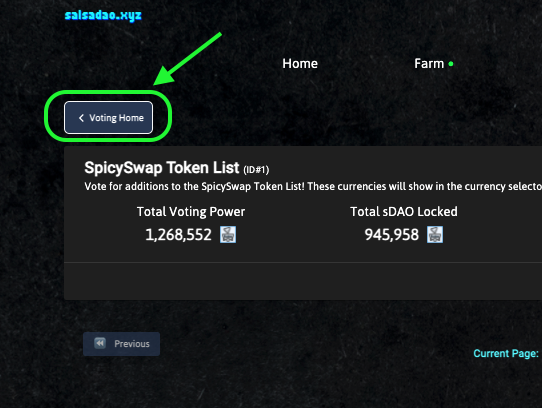 salsadao.xyz
Home Farm
Voting Home
SpicySwap Token List (ID#1)
Vote for additions to the SpicySwap Token List! These currencies will show in the currency selecto
Total Voting Power Total sDAO Locked
1,268,552 945,958
Previous
Current Page: